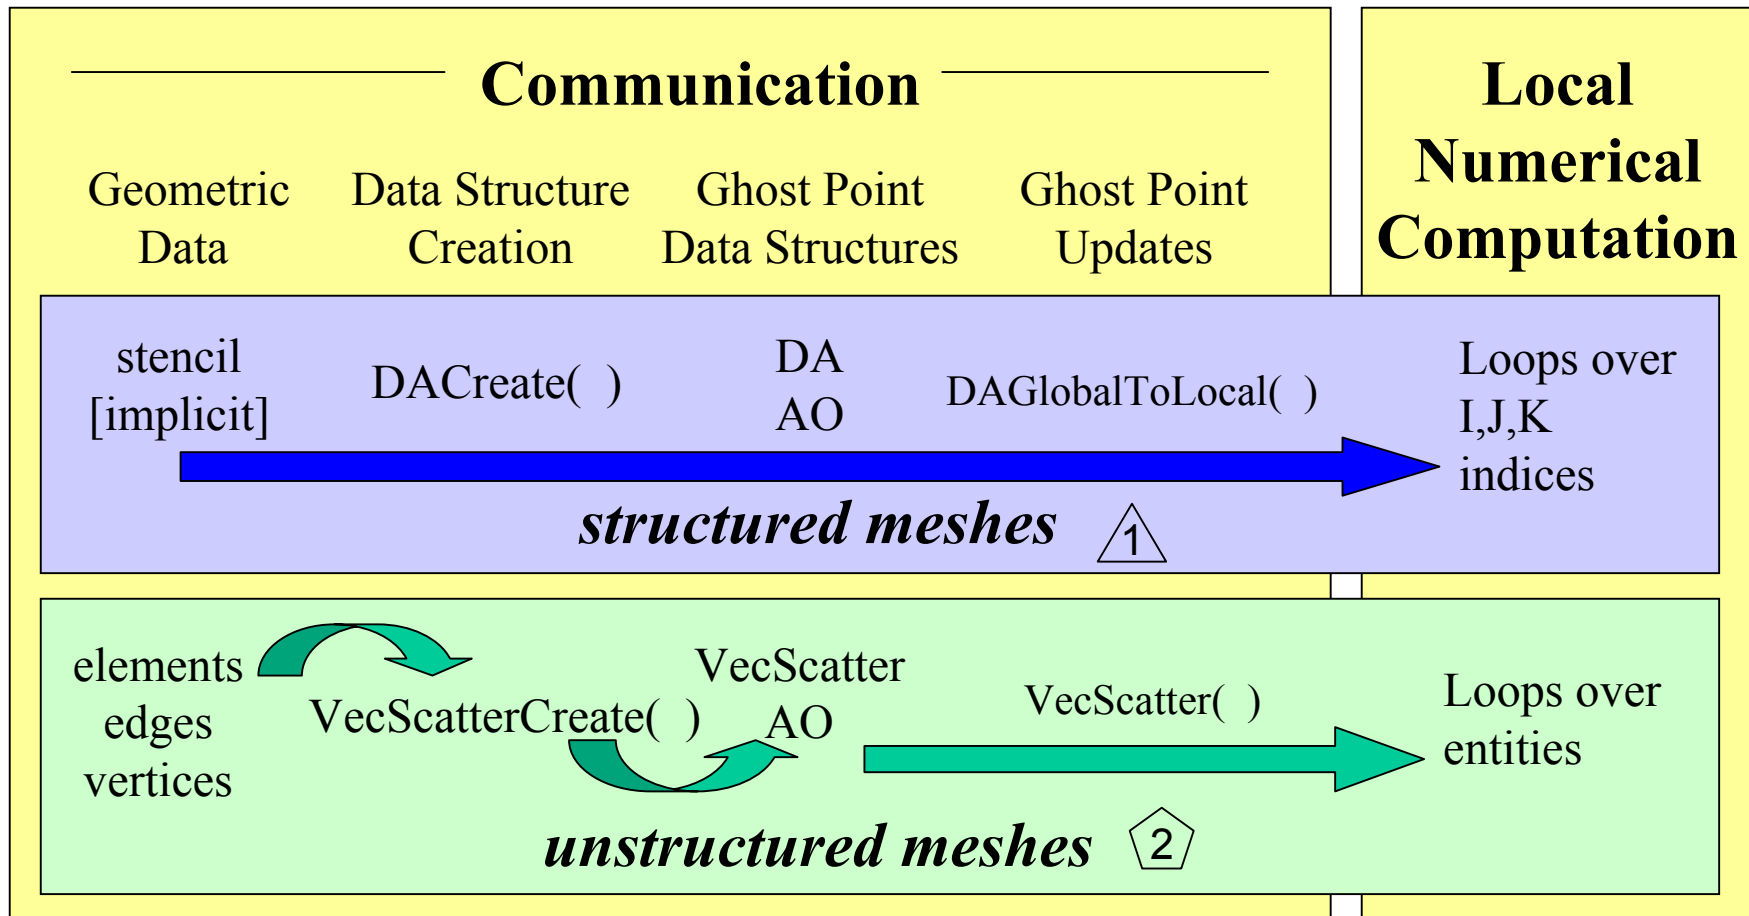 Communication
Local
Numerical
Computation
Geometric
Data
Data Structure
Creation
Ghost Point
Data Structures
Ghost Point
Updates
stencil
[implicit]
DACreate( )
DA
AO
DAGlobalToLocal( )
Loops over
I,J,K
indices
structured meshes
1
elements
edges
vertices
VecScatterCreate( )
VecScatter
AO
VecScatter( )
Loops over
entities
unstructured meshes
2